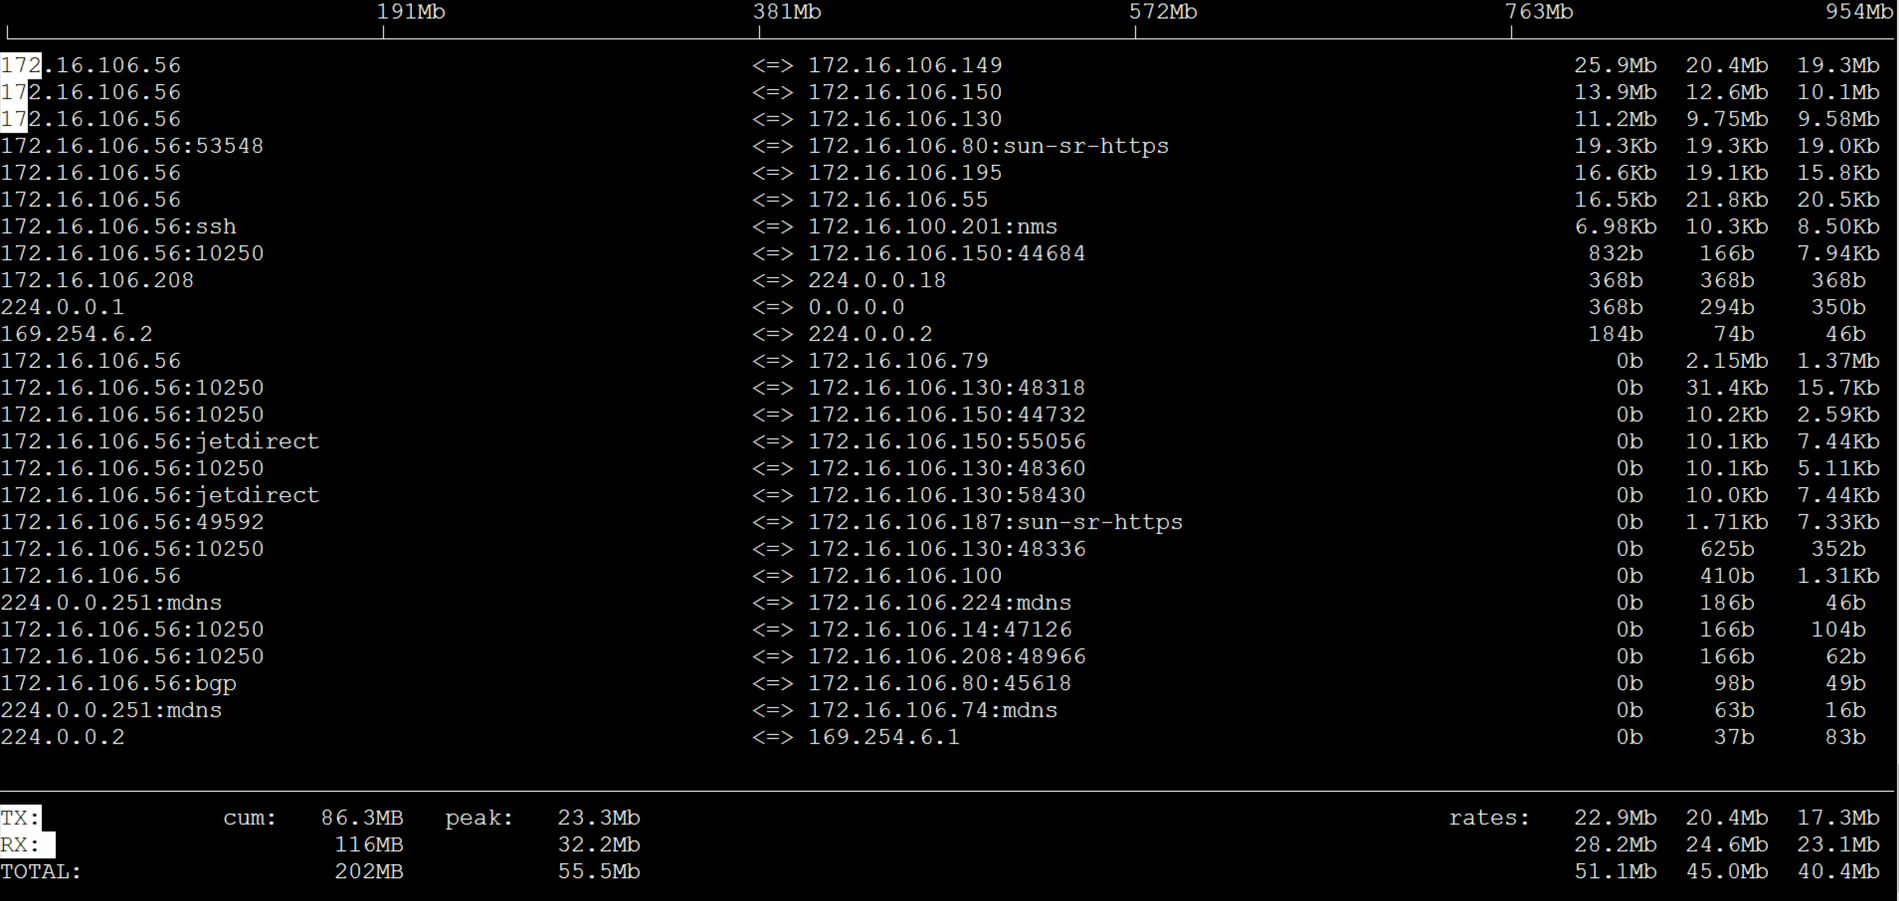 191Mb 381Mb 572Mb 763Mb 954Mb
172.16.106.56 <=> 172.16.106.149 25.9Mb 20.4Mb 19.3Mb
172.16.106.56 <=> 172.16.106.150 13.9Mb 12.6Mb 10.1Mb
172.16.106.56 <=> 172.16.106.130 11.2Mb 9.75Mb 9.58Mb
172.16.106.56:53548 <=> 172.16.106.80:sun-sr-https 19.3Kb 19.3Kb 19.0Kb
172.16.106.56 <=> 172.16.106.195 16.6Kb 19.1Kb 15.8Kb
172.16.106.56 <=> 172.16.106.55 16.5Kb 21.8Kb 20.5Kb
172.16.106.56:ssh <=> 172.16.100.201:nms 6.98Kb 10.3Kb 8.50Kb
172.16.106.56:10250 <=> 172.16.106.150:44684 832b 166b 7.94Kb
172.16.106.208 <=> 224.0.0.18 368b 368b 368b
224.0.0.1 <=> 0.0.0.0 368b 294b 350b
169.254.6.2 <=> 224.0.0.2 184b 74b 46b
172.16.106.56 <=> 172.16.106.79 0b 2.15Mb 1.37Mb
172.16.106.56:10250 <=> 172.16.106.130:48318 0b 31.4Kb 15.7Kb
172.16.106.56:10250 <=> 172.16.106.150:44732 0b 10.2Kb 2.59Kb
172.16.106.56:jetdirect <=> 172.16.106.150:55056 0b 10.1Kb 7.44Kb
172.16.106.56:10250 <=> 172.16.106.130:48360 0b 10.1Kb 5.11Kb
172.16.106.56:jetdirect <=> 172.16.106.130:58430 0b 10.0Kb 7.44Kb
172.16.106.56:49592 <=> 172.16.106.187:sun-sr-https 0b 1.71Kb 7.33Kb
172.16.106.56:10250 <=> 172.16.106.130:48336 0b 625b 352b
172.16.106.56 <=> 172.16.106.100 0b 410b 1.31Kb
224.0.0.251:mdns <=> 172.16.106.224:mdns 0b 186b 46b
172.16.106.56:10250 <=> 172.16.106.14:47126 0b 166b 104b
172.16.106.56:10250 <=> 172.16.106.208:48966 0b 166b 62b
172.16.106.56:bgp <=> 172.16.106.80:45618 0b 98b 49b
224.0.0.251:mdns <=> 172.16.106.74:mdns 0b 63b 16b
224.0.0.2 <=> 169.254.6.1 0b 37b 83b
TX: cum: 86.3MB peak: 23.3Mb rates: 22.9Mb 20.4Mb 17.3Mb
RX: 116MB 32.2Mb 28.2Mb 24.6Mb 23.1Mb
TOTAL: 202MB 55.5Mb 51.1Mb 45.0Mb 40.4Mb